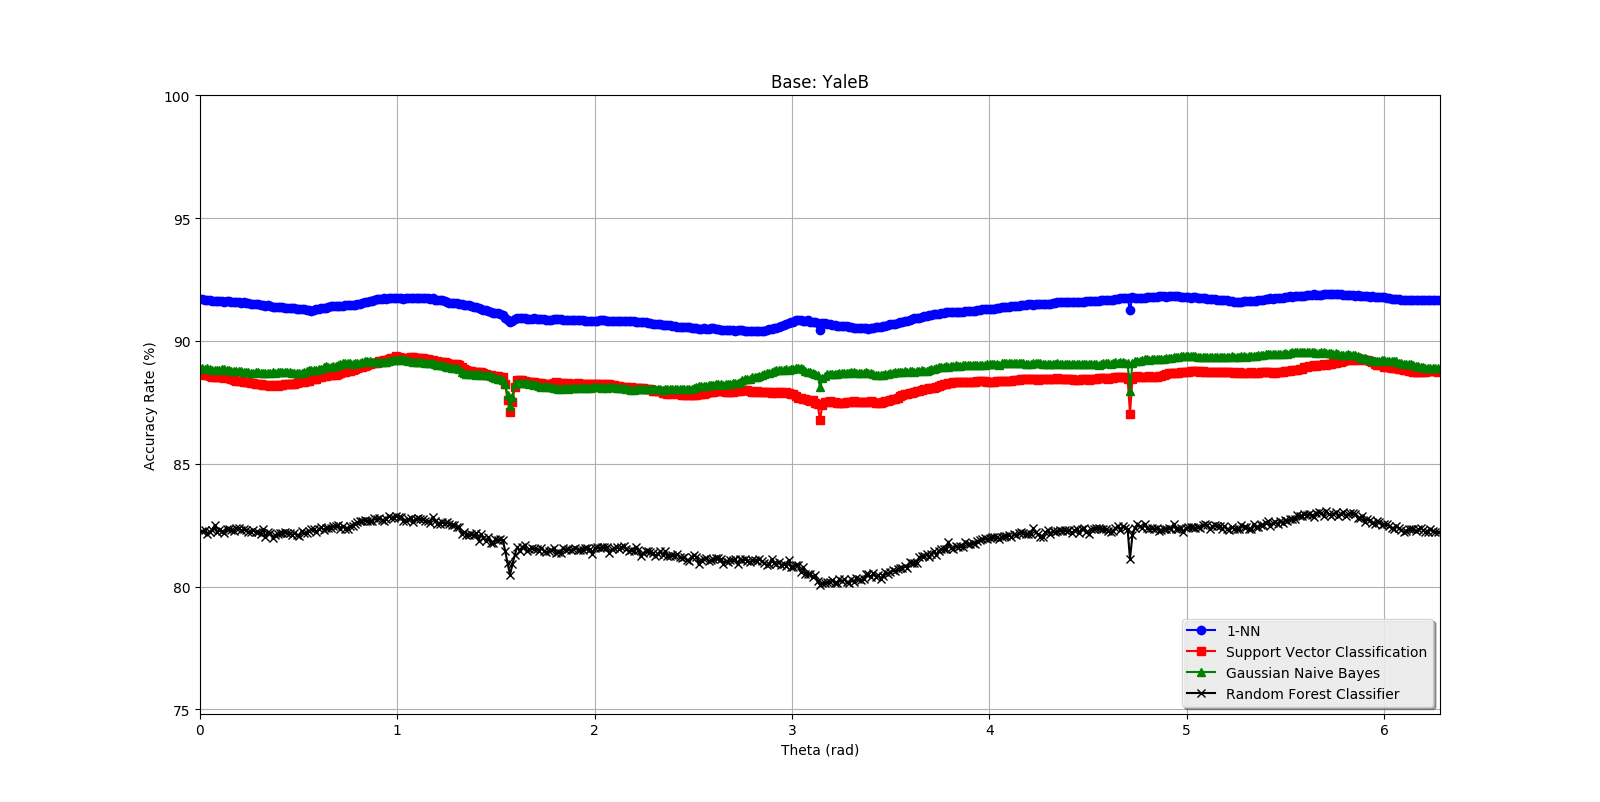 Base: YaleB
100
95
90
85
80
75
Accuracy Rate (%)
0 1 2 3 4 5 6
Theta (rad)
1-NN
Support Vector Classification
Gaussian Naive Bayes
Random Forest Classifier